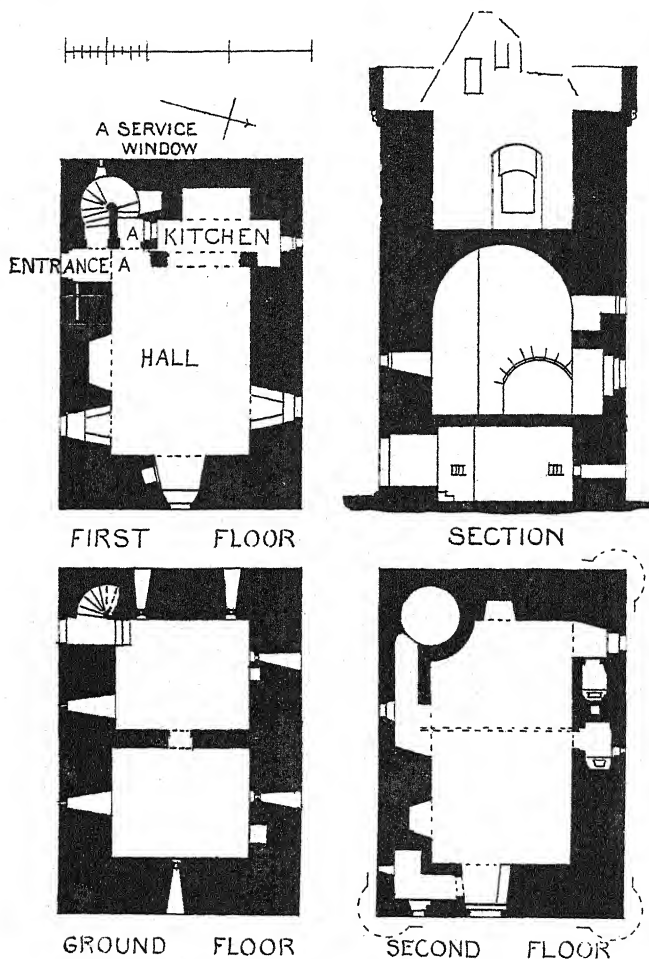 A SERVICE
WINDOW
A KITCHEN
ENTRANCE A
HALL
FIRST FLOOR
SECTION
GROUND FLOOR
SECOND FLOOR